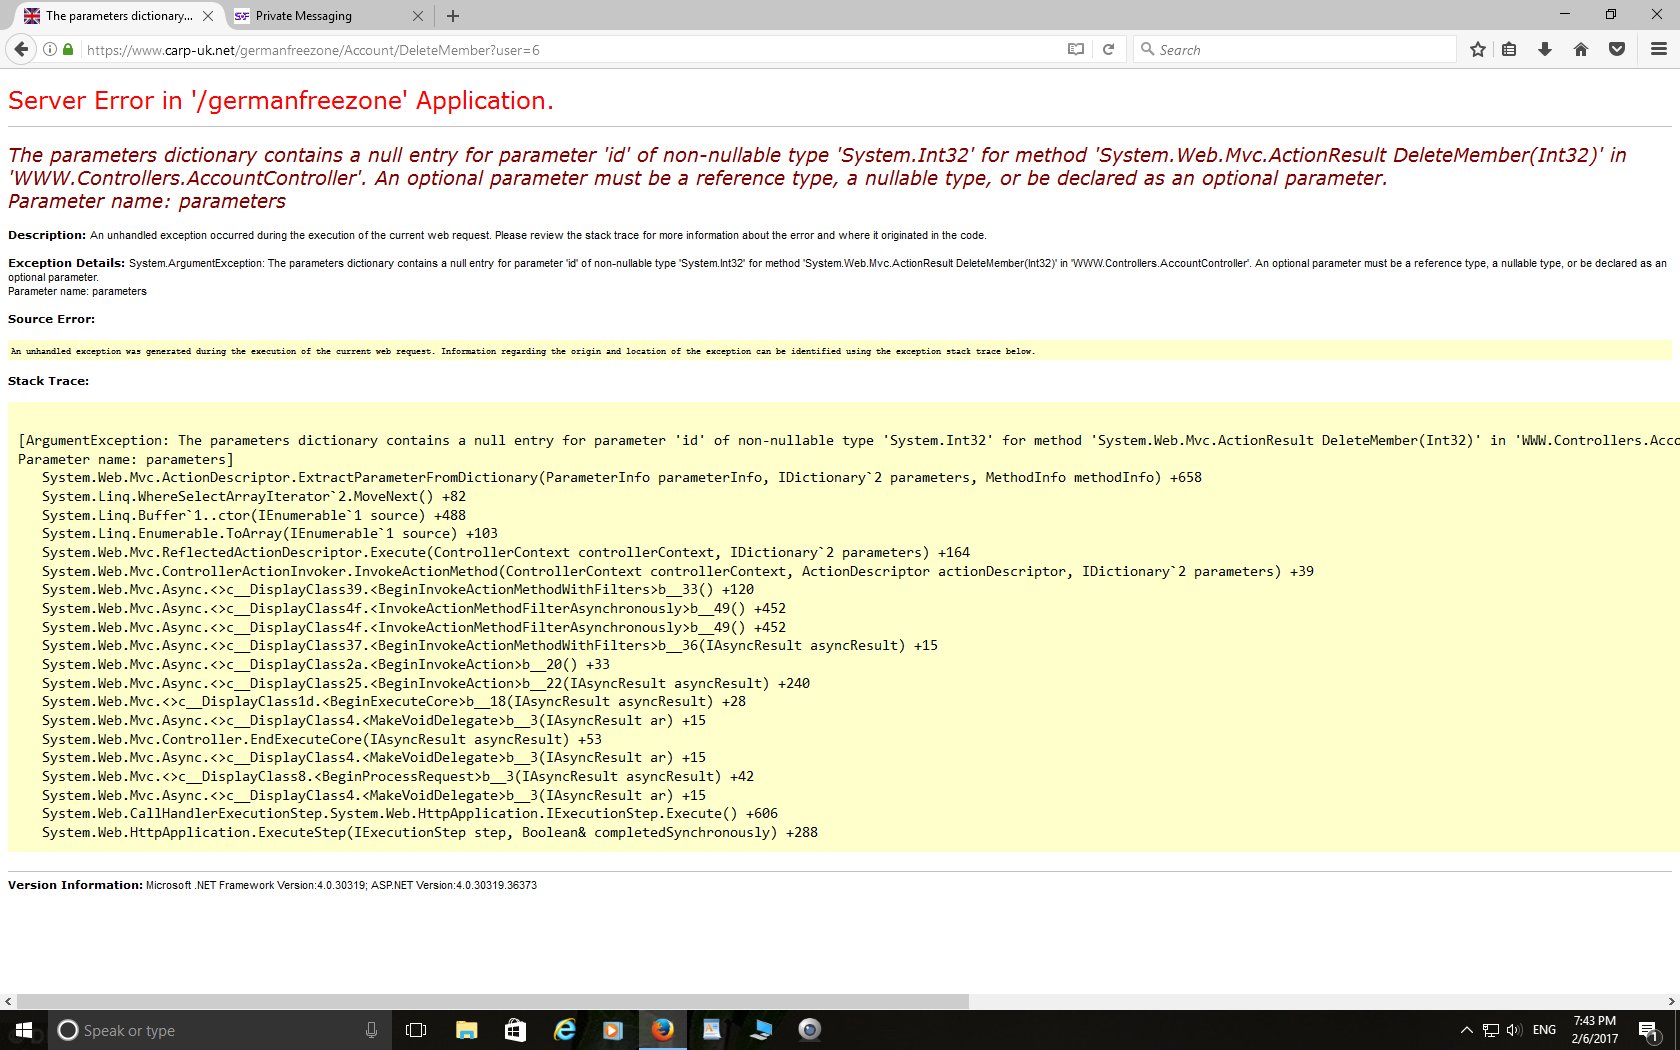 The parameters dictionary...
Private Messaging
https://www.carp-uk.net/germanfreezone/Account/DeleteMember?user=6
Search
Server Error in '/germanfreezone' Application.
The parameters dictionary contains a null entry for parameter 'id' of non-nullable type 'System.Int32' for method 'System.Web.Mvc.ActionResult DeleteMember(Int32)' in
'WWW.Controllers.AccountController'. An optional parameter must be a reference type, a nullable type, or be declared as an optional parameter.
Parameter name: parameters
Description: An unhandled exception occurred during the execution of the current web request. Please review the stack trace for more information about the error and where it originated in the code.
Exception Details: System.ArgumentException: The parameters dictionary contains a null entry for parameter 'id' of non-nullable type 'System.Int32' for method 'System.Web.Mvc.ActionResult DeleteMember(Int32)' in 'WWW.Controllers.AccountController'. An optional parameter must be a reference type, a nullable type, or be declared as an
optional parameter.
Parameter name: parameters
Source Error:
An unhandled exception was generated during the execution of the current web request. Information regarding the origin and location of the exception can be identified using the exception stack trace below.
Stack Trace:
[ArgumentException: The parameters dictionary contains a null entry for parameter 'id' of non-nullable type 'System.Int32' for method 'System.Web.Mvc.ActionResult DeleteMember(Int32)' in 'WWW.Controllers.Acco
Parameter name: parameters]
System.Web.Mvc.ActionDescriptor.ExtractParameterFromDictionary(ParameterInfo parameterInfo, IDictionary`2 parameters, MethodInfo methodInfo) +658
System.Linq.WhereSelectArrayIterator`2.MoveNext() +82
System.Linq.Buffer`1..ctor(IEnumerable`1 source) +488
System.Linq.Enumerable.ToArray(IEnumerable`1 source) +103
System.Web.Mvc.ReflectedActionDescriptor.Execute(ControllerContext controllerContext, IDictionary`2 parameters) +164
System.Web.Mvc.ControllerActionInvoker.InvokeActionMethod(ControllerContext controllerContext, ActionDescriptor actionDescriptor, IDictionary`2 parameters) +39
System.Web.Mvc.Async.<>c__DisplayClass39.<BeginInvokeActionMethodWithFilters>b__33() +120
System.Web.Mvc.Async.<>c__DisplayClass4f.<InvokeActionMethodFilterAsynchronously>b__49() +452
System.Web.Mvc.Async.<>c__DisplayClass4f.<InvokeActionMethodFilterAsynchronously>b__49() +452
System.Web.Mvc.Async.<>c__DisplayClass37.<BeginInvokeActionMethodWithFilters>b__36(IAsyncResult asyncResult) +15
System.Web.Mvc.Async.<>c__DisplayClass2a.<BeginInvokeAction>b__20() +33
System.Web.Mvc.Async.<>c__DisplayClass25.<BeginInvokeAction>b__22(IAsyncResult asyncResult) +240
System.Web.Mvc.<>c__DisplayClass1d.<BeginExecuteCore>b__18(IAsyncResult asyncResult) +28
System.Web.Mvc.Async.<>c__DisplayClass4.<MakeVoidDelegate>b__3(IAsyncResult ar) +15
System.Web.Mvc.Controller.EndExecuteCore(IAsyncResult asyncResult) +53
System.Web.Mvc.Async.<>c__DisplayClass4.<MakeVoidDelegate>b__3(IAsyncResult ar) +15
System.Web.Mvc.<>c__DisplayClass8.<BeginProcessRequest>b__3(IAsyncResult asyncResult) +42
System.Web.Mvc.Async.<>c__DisplayClass4.<MakeVoidDelegate>b__3(IAsyncResult ar) +15
System.Web.CallHandlerExecutionStep.System.Web.HttpApplication.IExecutionStep.Execute() +606
System.Web.HttpApplication.ExecuteStep(IExecutionStep step, Boolean& completedSynchronously) +288
Version Information: Microsoft .NET Framework Version:4.0.30319; ASP.NET Version:4.0.30319.36373
Speak or type
ENG
7:43 PM
2/6/2017
1